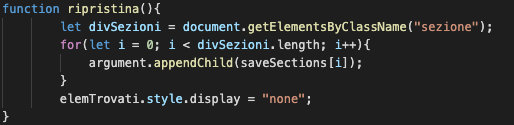 function ripristina(){
let divSezioni = document.getElementsByClassName("sezione");
for(let i = 0; i < divSezioni.length; i++){
argument.appendChild(saveSections[i]);
}
elemTrovati.style.display = "none";
}